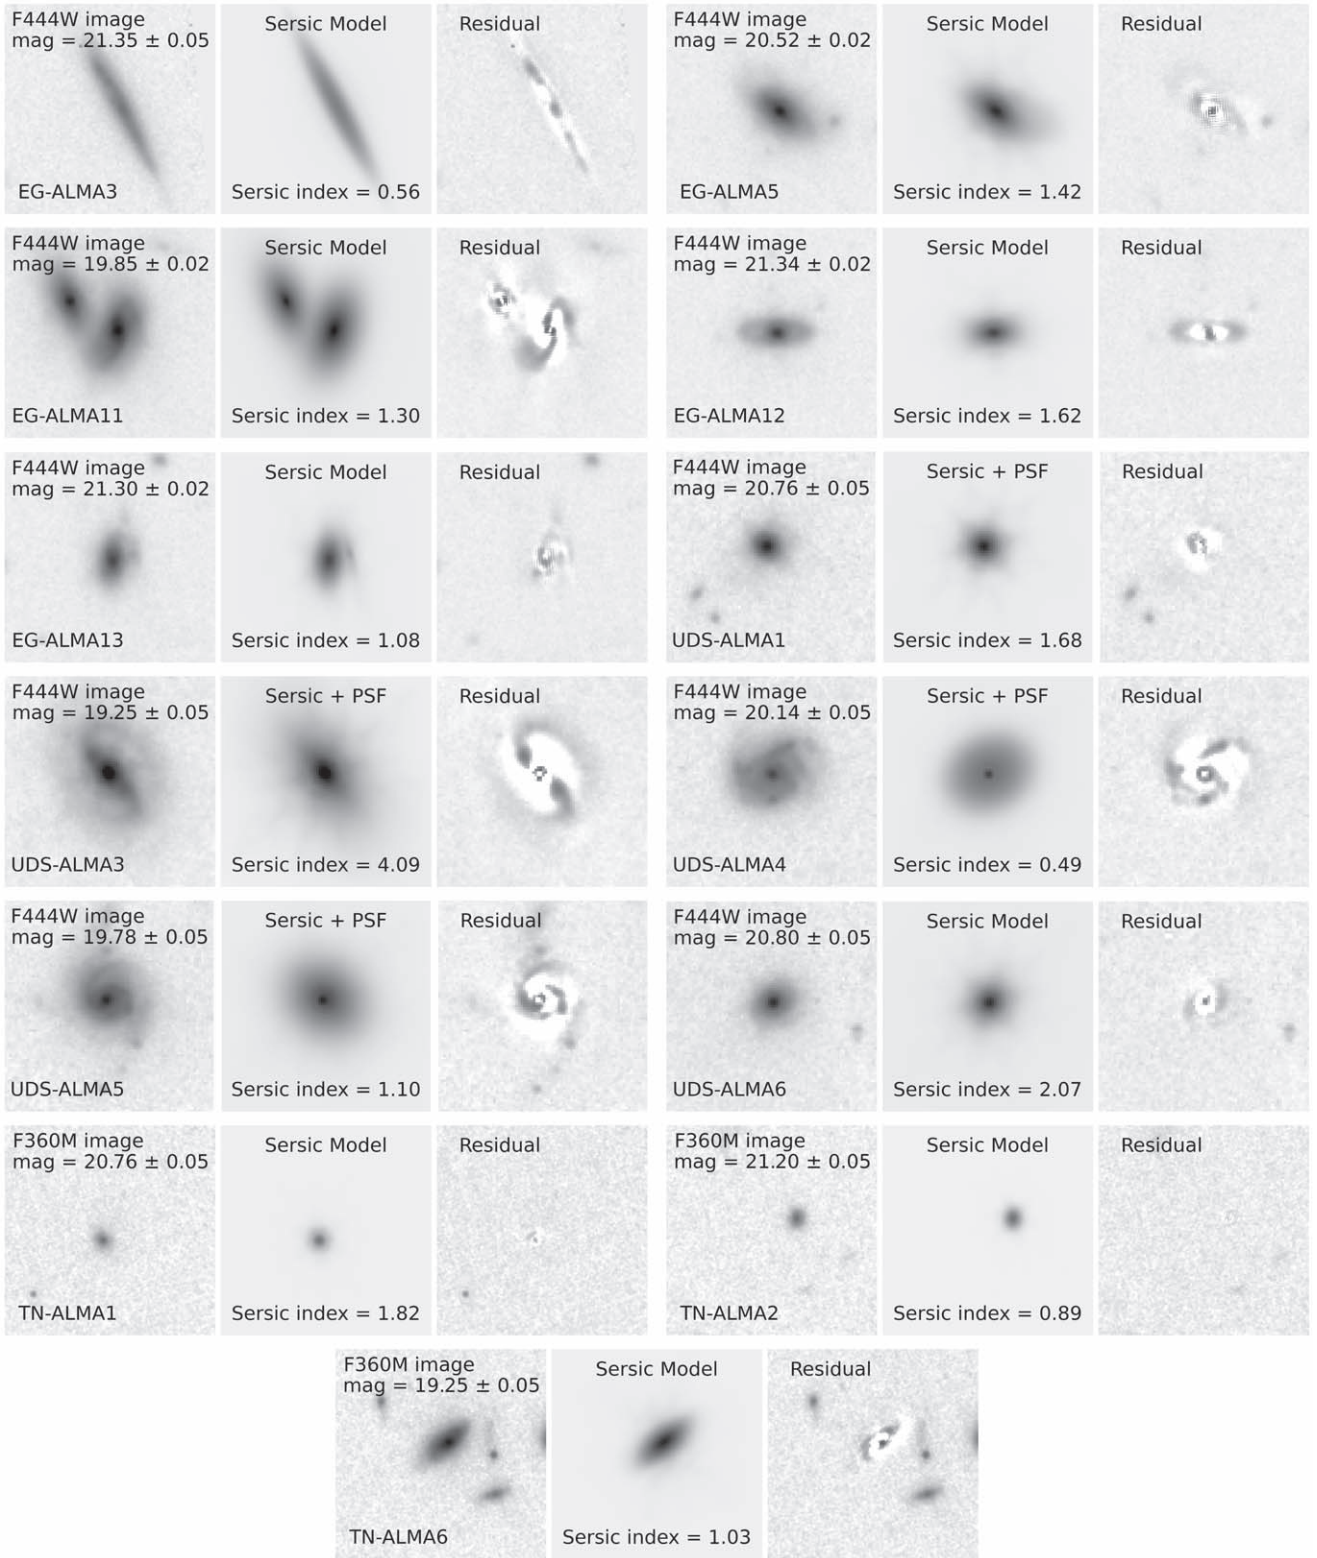 F444W image
mag = 21.35 ± 0.05
Sersic Model
Residual
EG-ALMA3
Sersic index = 0.56
F444W image
mag = 20.52 ± 0.02
Sersic Model
Residual
EG-ALMA5
Sersic index = 1.42
F444W image
mag = 19.85 ± 0.02
Sersic Model
Residual
EG-ALMA11
Sersic index = 1.30
F444W image
mag = 21.34 ± 0.02
Sersic Model
Residual
EG-ALMA12
Sersic index = 1.62
F444W image
mag = 21.30 ± 0.02
Sersic Model
Residual
EG-ALMA13
Sersic index = 1.08
F444W image
mag = 20.76 ± 0.05
Sersic + PSF
Residual
UDS-ALMA1
Sersic index = 1.68
F444W image
mag = 19.25 ± 0.05
Sersic + PSF
Residual
UDS-ALMA3
Sersic index = 4.09
F444W image
mag = 20.14 ± 0.05
Sersic + PSF
Residual
UDS-ALMA4
Sersic index = 0.49
F444W image
mag = 19.78 ± 0.05
Sersic + PSF
Residual
UDS-ALMA5
Sersic index = 1.10
F444W image
mag = 20.80 ± 0.05
Sersic Model
Residual
UDS-ALMA6
Sersic index = 2.07
F360M image
mag = 20.76 ± 0.05
Sersic Model
Residual
TN-ALMA1
Sersic index = 1.82
F360M image
mag = 21.20 ± 0.05
Sersic Model
Residual
TN-ALMA2
Sersic index = 0.89
F360M image
mag = 19.25 ± 0.05
Sersic Model
Residual
TN-ALMA6
Sersic index = 1.03